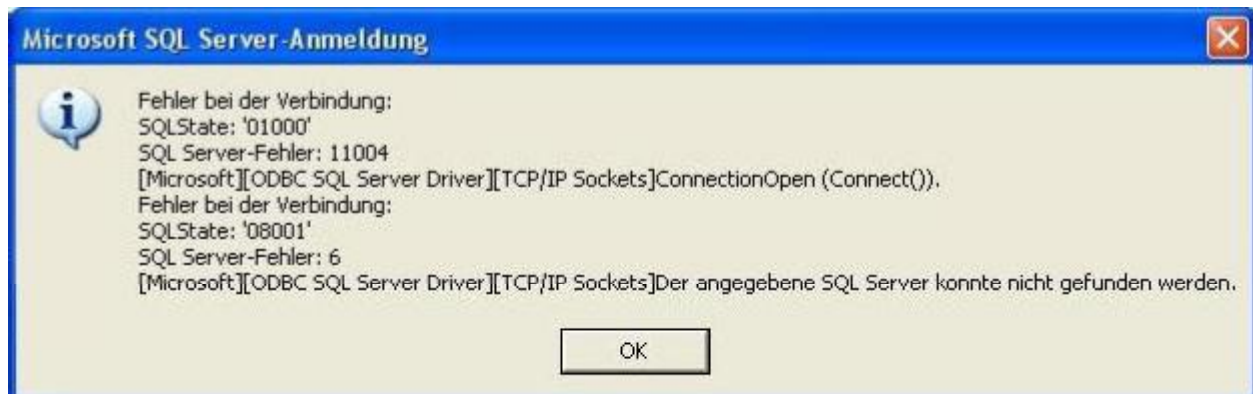 Microsoft SQL Server-Anmeldung
Fehler bei der Verbindung:
SQLState: '01000'
SQL Server-Fehler: 11004
[Microsoft][ODBC SQL Server Driver][TCP/IP Sockets]ConnectionOpen (Connect()).
Fehler bei der Verbindung:
SQLState: '08001'
SQL Server-Fehler: 6
[Microsoft][ODBC SQL Server Driver][TCP/IP Sockets]Der angegebene SQL Server konnte nicht gefunden werden.
OK